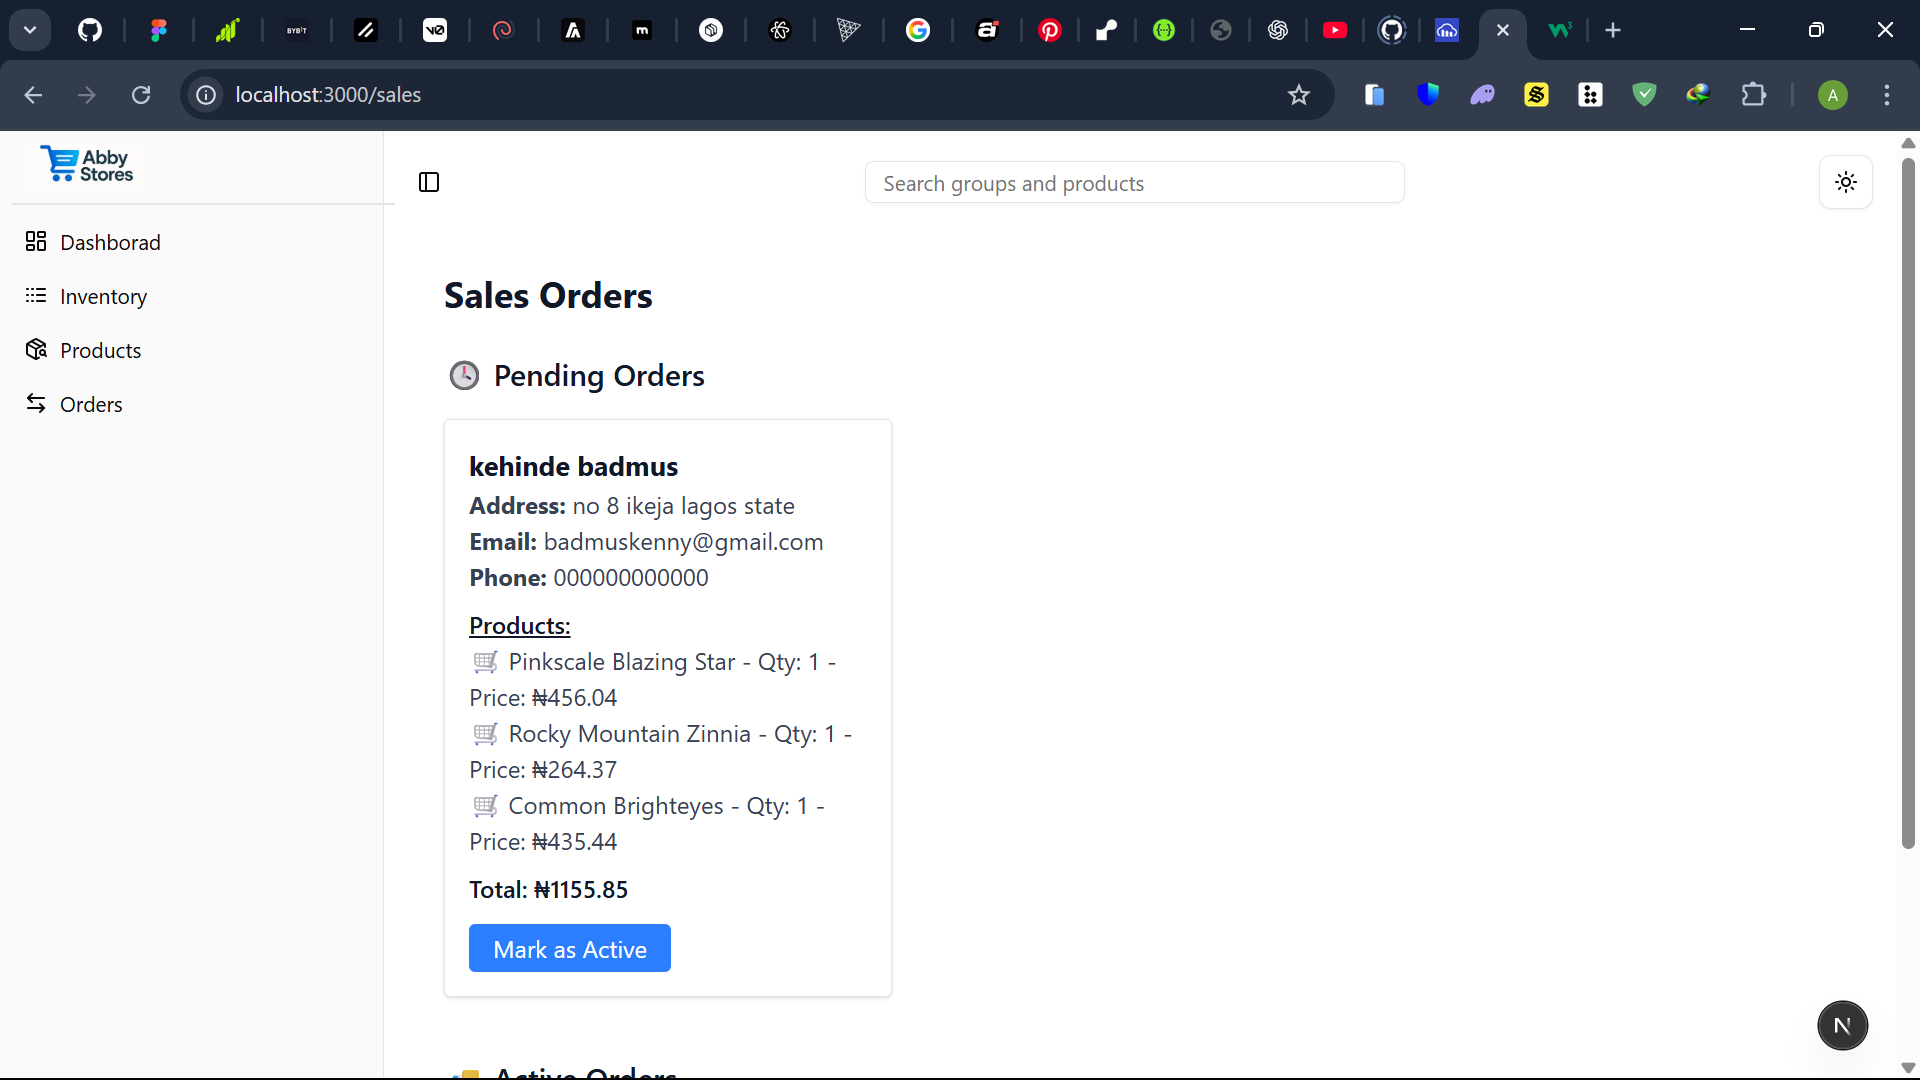 BYBIT
localhost:3000/sales
A
Abby
Stores
Search groups and products
Dashborad
Inventory
Products
Orders
Sales Orders
Pending Orders
kehinde badmus
Address: no 8 ikeja lagos state
Email: badmuskenny@gmail.com
Phone: 000000000000
Products:
Pinkscale Blazing Star - Qty: 1 -
Price: ₦456.04
Rocky Mountain Zinnia - Qty: 1 -
Price: ₦264.37
Common Brighteyes - Qty: 1 -
Price: ₦435.44
Total: ₦1155.85
Mark as Active
N
Active Orders